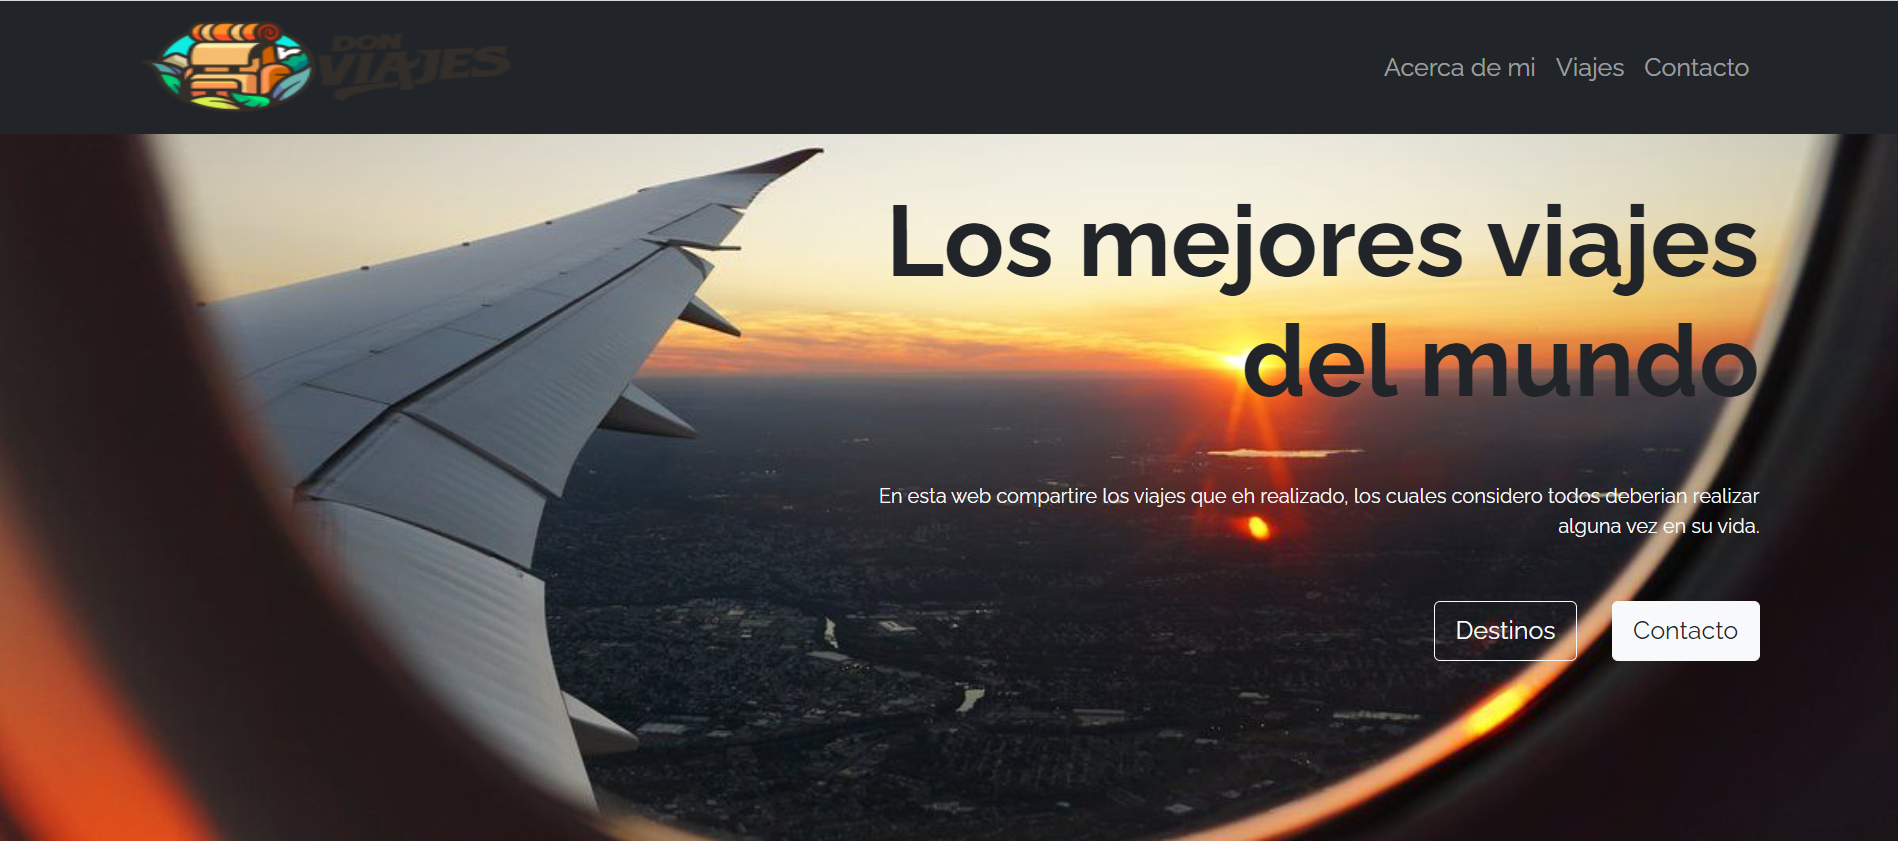 DON
VIAJES
Acerca de mi Viajes Contacto
Los mejores viajes
del mundo
En esta web compartire los viajes que eh realizado, los cuales considero todos deberian realizar
alguna vez en su vida.
Destinos Contacto